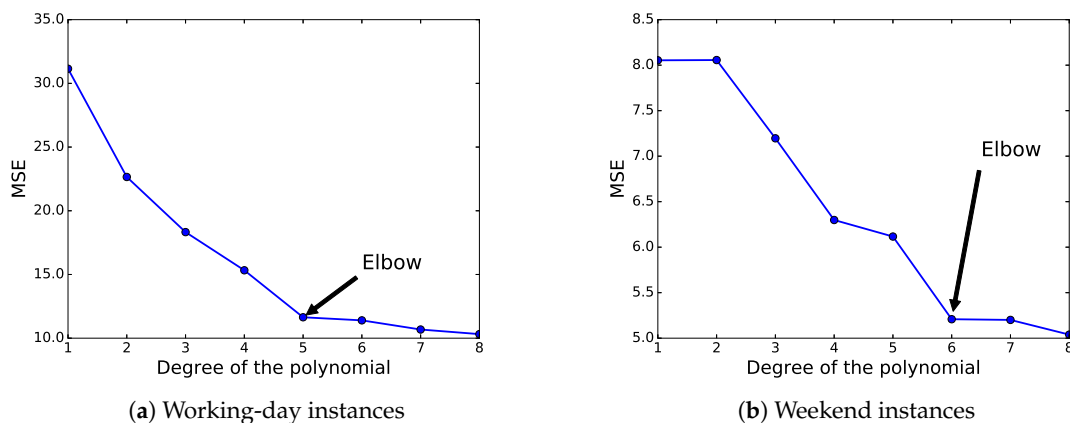 35.0
30.0
25.0
20.0
15.0
10.0
MSE
Elbow
1 2 3 4 5 6 7 8
Degree of the polynomial
(a) Working-day instances
8.5
8.0
7.5
7.0
6.5
6.0
5.5
5.0
MSE
Elbow
1 2 3 4 5 6 7 8
Degree of the polynomial
(b) Weekend instances